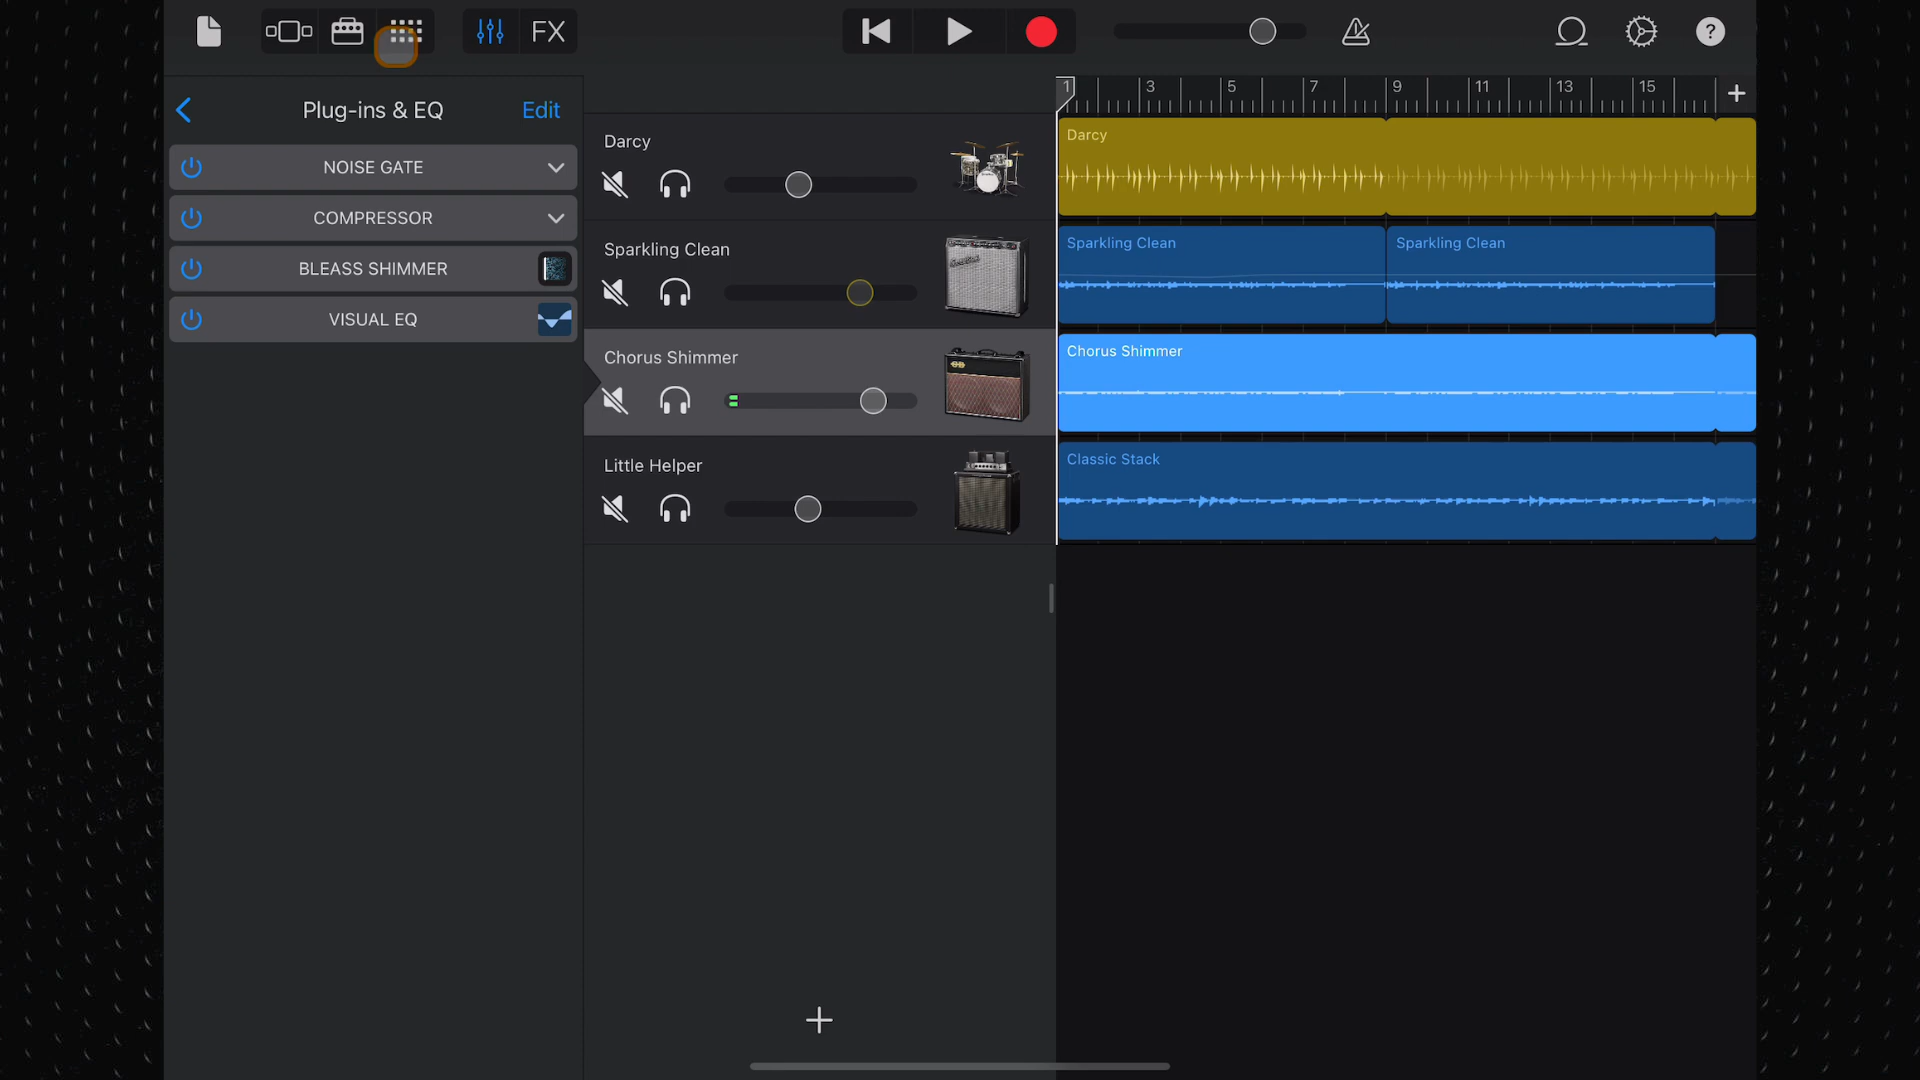 FX
Plug-ins & EQ
Edit
NOISE GATE
COMPRESSOR
BLEASS SHIMMER
VISUAL EQ
Darcy
Sparkling Clean
Chorus Shimmer
Little Helper
1 3 5 7 9 11 13 15
Darcy
Sparkling Clean
Sparkling Clean
Chorus Shimmer
Classic Stack